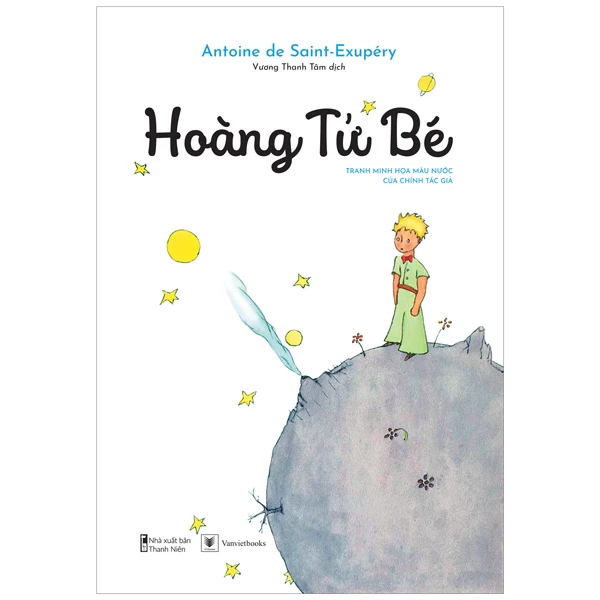 Antoine de Saint-Exupéry
Vương Thanh Tâm dịch
Hoàng Tử Bé
TRANH MINH HỌA MÀU NƯỚC
CỦA CHÍNH TÁC GIẢ
Nhà xuất bản
Thanh Niên
Vanvietbooks